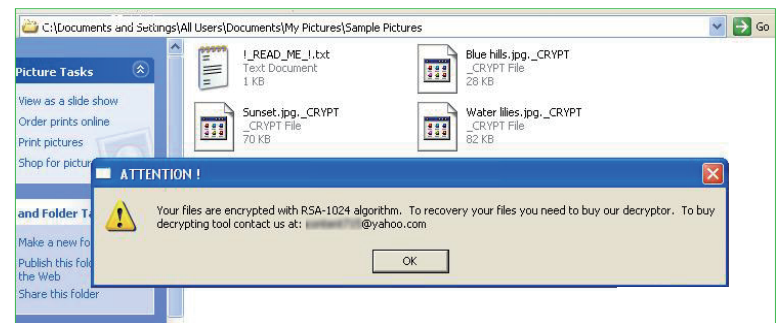 C:\Documents and Settings\All Users\Documents\My Pictures\Sample Pictures
Go
Picture Tasks
View as a slide show
Order prints online
Print pictures
Shop for pictur
and Folder T
Make a new fo
Publish this fold
the Web
Share this folder
!_READ_ME_!.txt
Text Document
1 KB
Blue hills.jpg._CRYPT
_CRYPT File
28 KB
Sunset.jpg._CRYPT
_CRYPT File
70 KB
Water lilies.jpg._CRYPT
_CRYPT File
82 KB
ATTENTION !
Your files are encrypted with RSA-1024 algorithm. To recovery your files you need to buy our decryptor. To buy
decrypting tool contact us at: @yahoo.com
OK